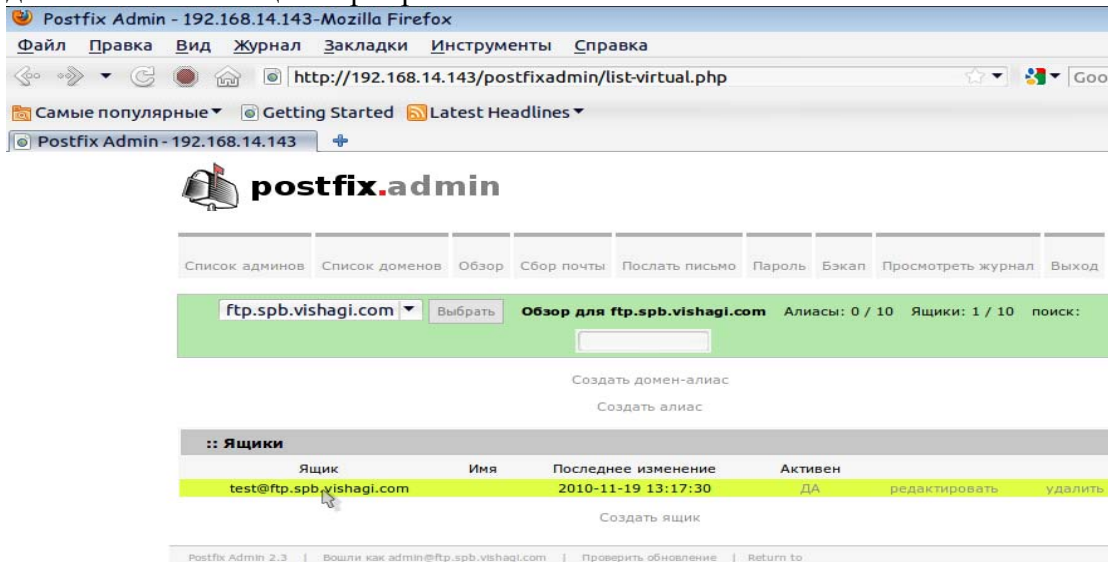 Postfix Admin - 192.168.14.143-Mozilla Firefox
Файл Правка Вид Журнал Закладки Инструменты Справка
http://192.168.14.143/postfixadmin/list-virtual.php Goo
Самые популярные Getting Started Latest Headlines
Postfix Admin - 192.168.14.143
postfix.admin
Список админов Список доменов Обзор Сбор почты Послать письмо Пароль Бэкап Просмотреть журнал Выход
ftp.spb.vishagi.com Выбрать Обзор для ftp.spb.vishagi.com Алиасы: 0 / 10 Ящики: 1 / 10 поиск:
Создать домен-алиас
Создать алиас
:: Ящики
Ящик Имя Последнее изменение Активен
test@ftp.spb.vishagi.com 2010-11-19 13:17:30 ДА редактировать удалить
Создать ящик
Postfix Admin 2.3 | Вошли как admin@ftp.spb.vishagi.com | Проверить обновление | Return to